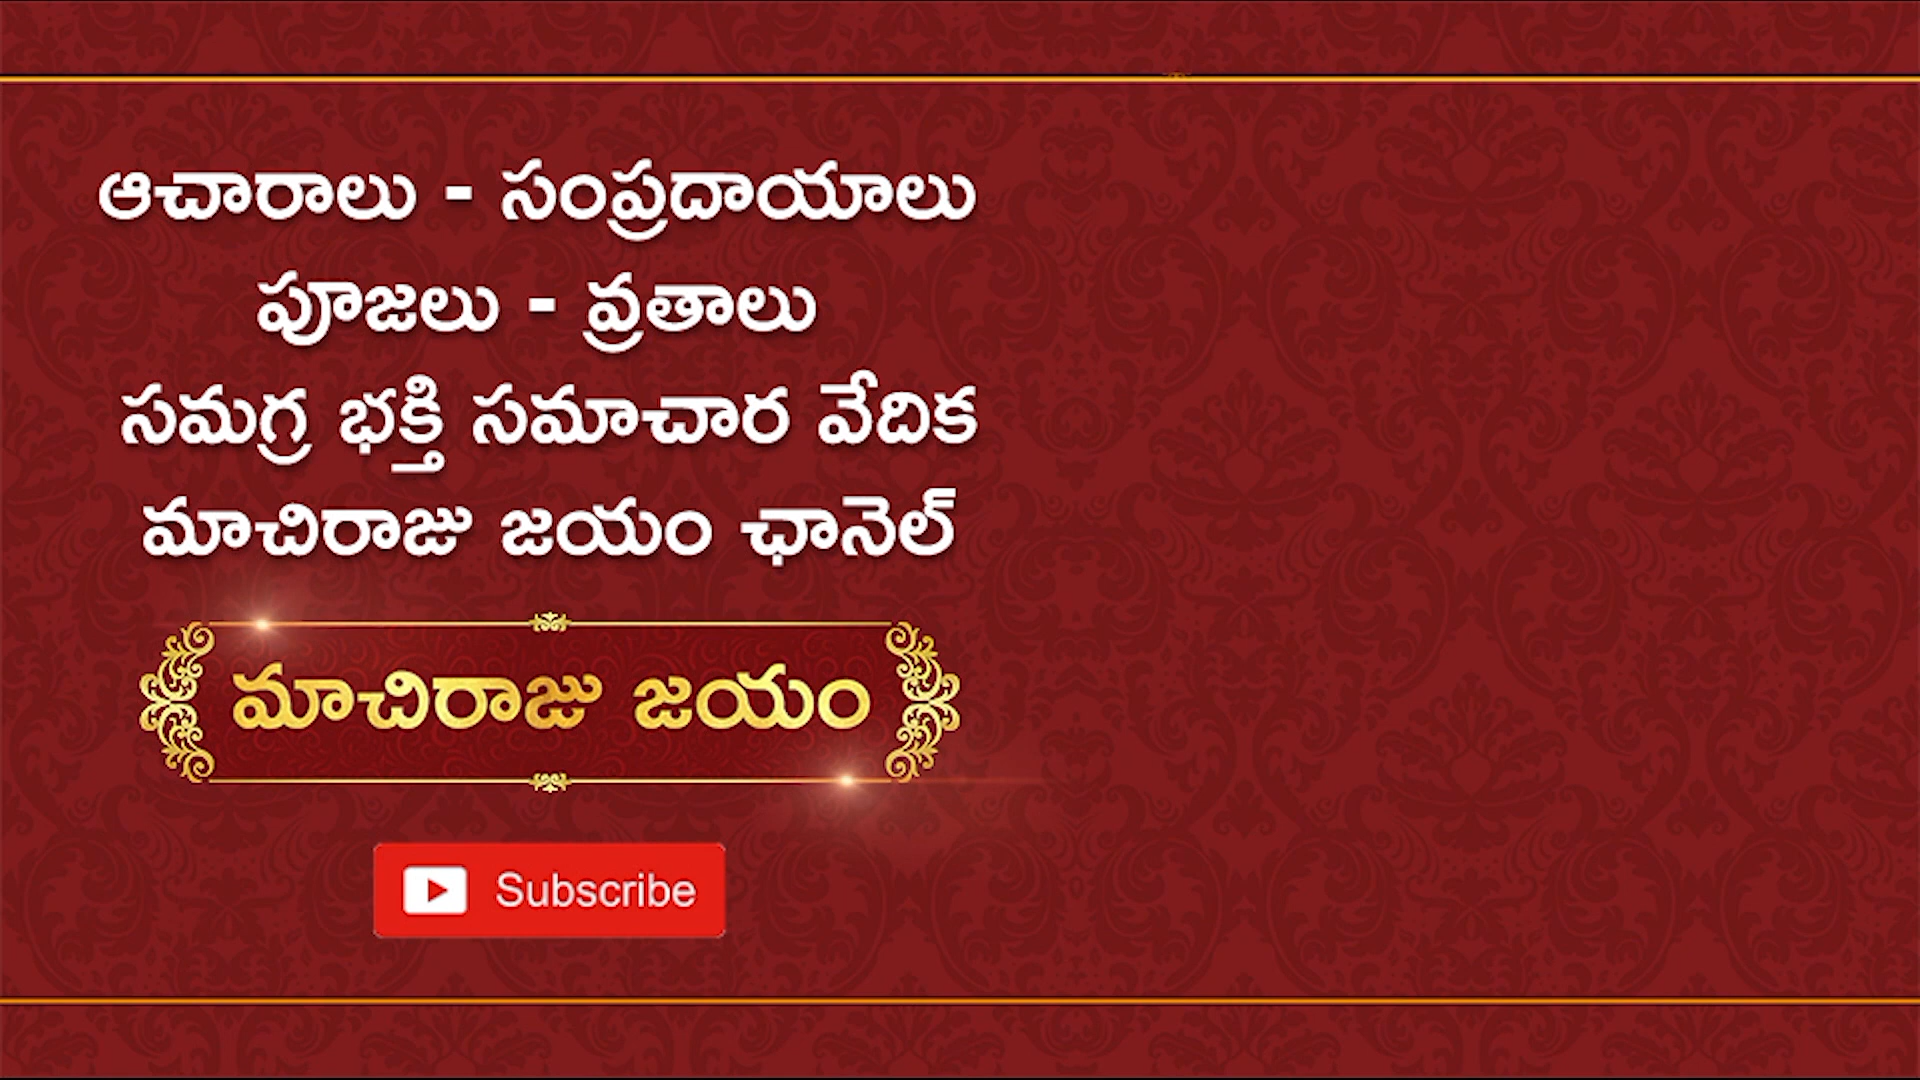 ఆచారాలు - సంప్రదాయాలు
పూజలు - వ్రతాలు
సమగ్ర భక్తి సమాచార వేదిక
మాచిరాజు జయం ఛానెల్
మాచిరాజు జయం
Subscribe